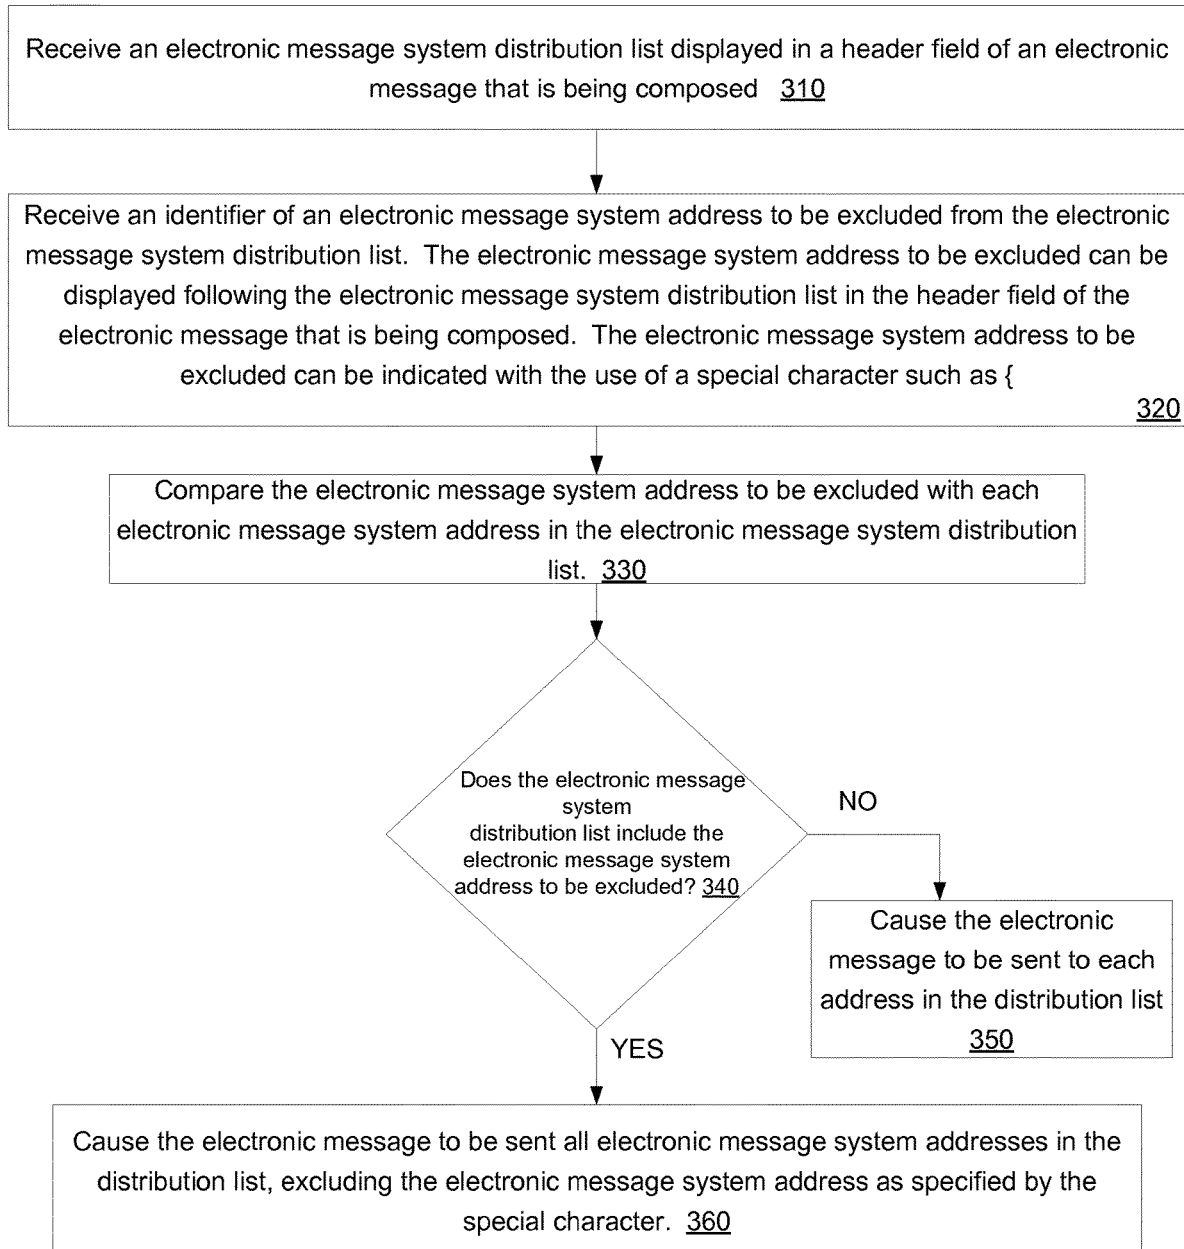 Receive an electronic message system distribution list displayed in a header field of an electronic
message that is being composed 310
Receive an identifier of an electronic message system address to be excluded from the electronic
message system distribution list. The electronic message system address to be excluded can be
displayed following the electronic message system distribution list in the header field of the
electronic message that is being composed. The electronic message system address to be
excluded can be indicated with the use of a special character such as {
320
Compare the electronic message system address to be excluded with each
electronic message system address in the electronic message system distribution
list. 330
Does the electronic message
system
distribution list include the
electronic message system
address to be excluded? 340
NO
Cause the electronic
message to be sent to each
address in the distribution list
350
YES
Cause the electronic message to be sent all electronic message system addresses in the
distribution list, excluding the electronic message system address as specified by the
special character. 360